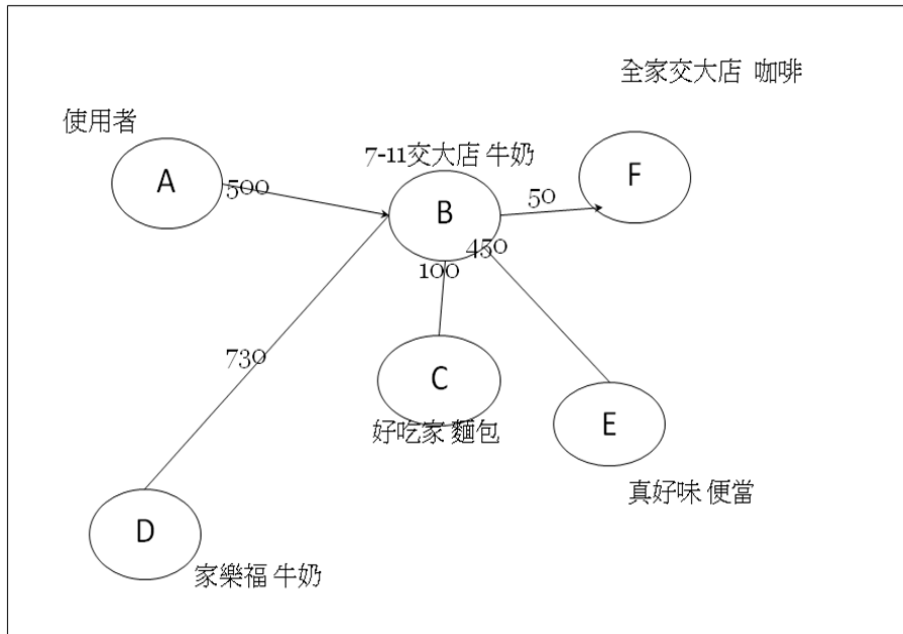 全家交大店 咖啡
使用者
7-11交大店 牛奶
A
F
500
B
50
450
100
730
C
好吃家 麵包
E
真好味 便當
D
家樂福 牛奶